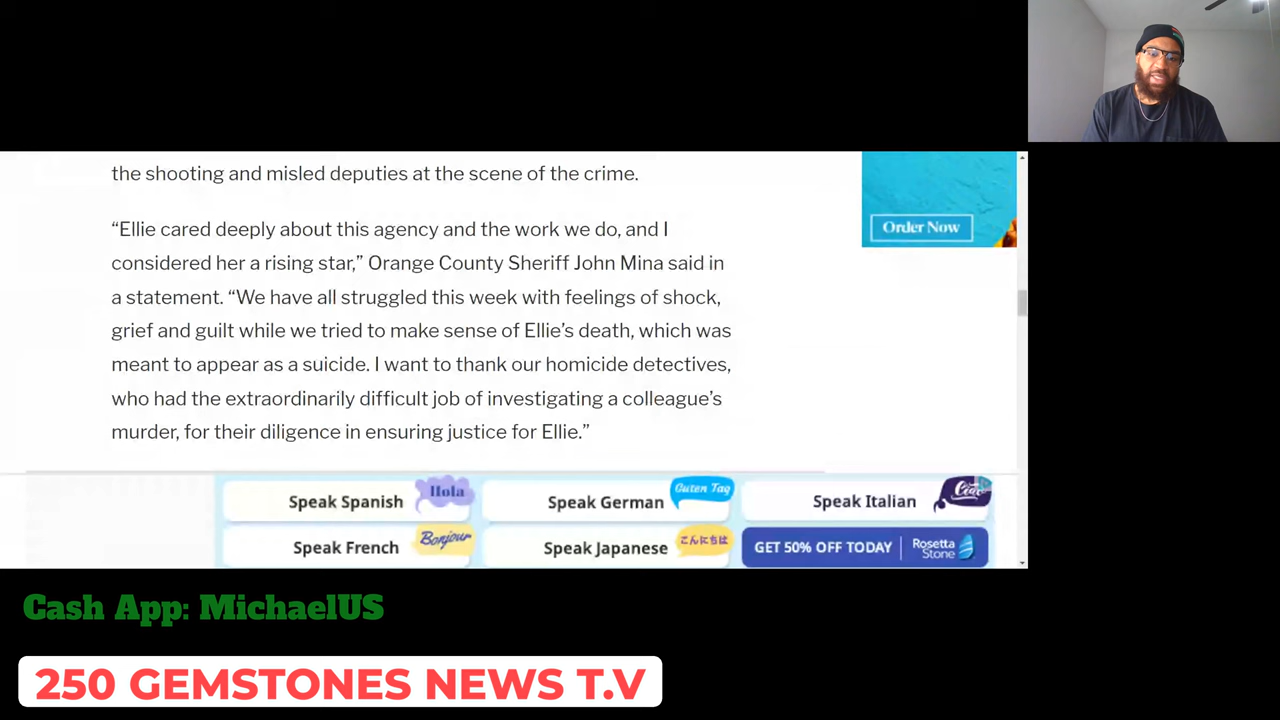 the shooting and misled deputies at the scene of the crime.
“Ellie cared deeply about this agency and the work we do, and I
considered her a rising star,” Orange County Sheriff John Mina said in
a statement. “We have all struggled this week with feelings of shock,
grief and guilt while we tried to make sense of Ellie’s death, which was
meant to appear as a suicide. I want to thank our homicide detectives,
who had the extraordinarily difficult job of investigating a colleague’s
murder, for their diligence in ensuring justice for Ellie.”
Order Now
Speak Spanish Hola
Speak German Guten Tag
Speak Italian Ciao
Speak French Bonjour
Speak Japanese こんにちは
GET 50% OFF TODAY Rosetta Stone
Cash App: MichaelUS
250 GEMSTONES NEWS T.V